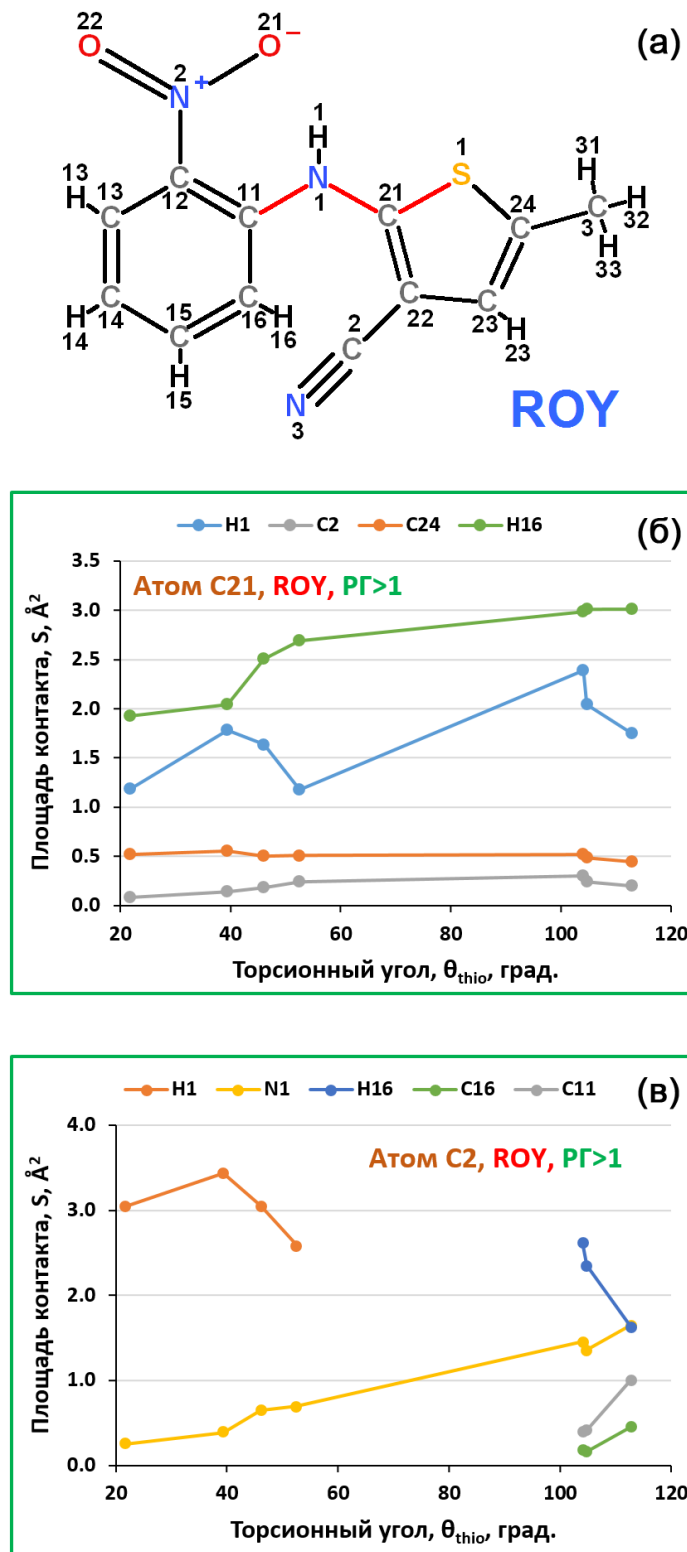 22
21
(а)
O
O⁻
2
N⁺
1
H
1
31
H
13
H
13
C
C
12
11
C
N
1
21
C
S
24
C
H
32
C
3
H
33
H
14
C
14
15
C
C
16
H
16
2
C
C
22
C
23
H
23
H
15
N
3
ROY
H1 C2 C24 H16 (б)
Атом C21, ROY, РГ>1
Площадь контакта, S, Å²
3.5
3.0
2.5
2.0
1.5
1.0
0.5
0.0
20 40 60 80 100 120
Торсионный угол, θthio, град.
H1 N1 H16 C16 C11 (в)
Атом C2, ROY, РГ>1
Площадь контакта, S, Å²
4.0
3.0
2.0
1.0
0.0
20 40 60 80 100 120
Торсионный угол, θthio, град.